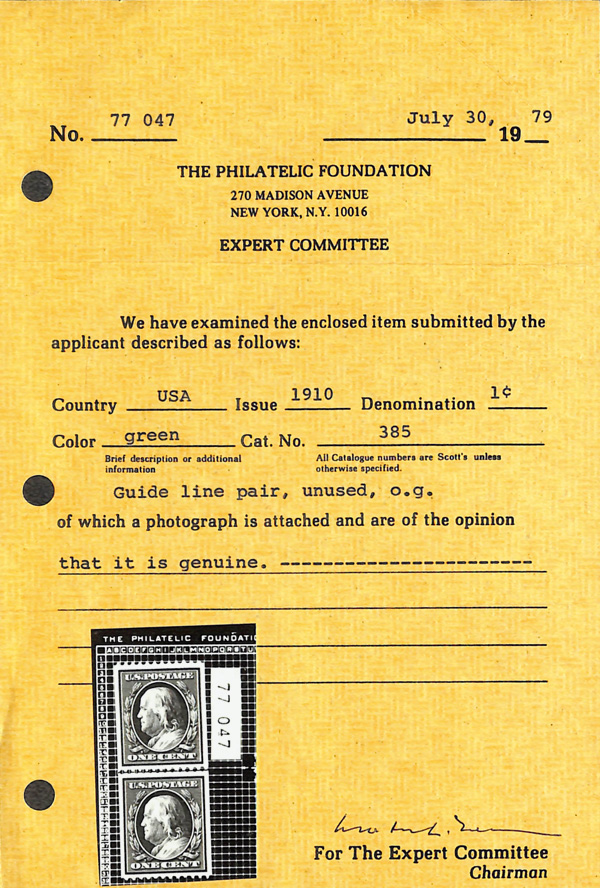 No. 77 047 July 30, 19 79
THE PHILATELIC FOUNDATION
270 MADISON AVENUE
NEW YORK, N.Y. 10016
EXPERT COMMITTEE
We have examined the enclosed item submitted by the
applicant described as follows:
Country USA Issue 1910 Denomination 1¢
Color green Cat. No. 385
Brief description or additional
information
All Catalogue numbers are Scott's unless
otherwise specified.
Guide line pair, unused, o.g.
of which a photograph is attached and are of the opinion
that it is genuine. ------------------------
THE PHILATELIC FOUNDATI
ABCDEFGHIJKLMNOPQRSTU
U.S. POSTAGE
ONE CENT
77 047
U.S. POSTAGE
ONE CENT
For The Expert Committee
Chairman